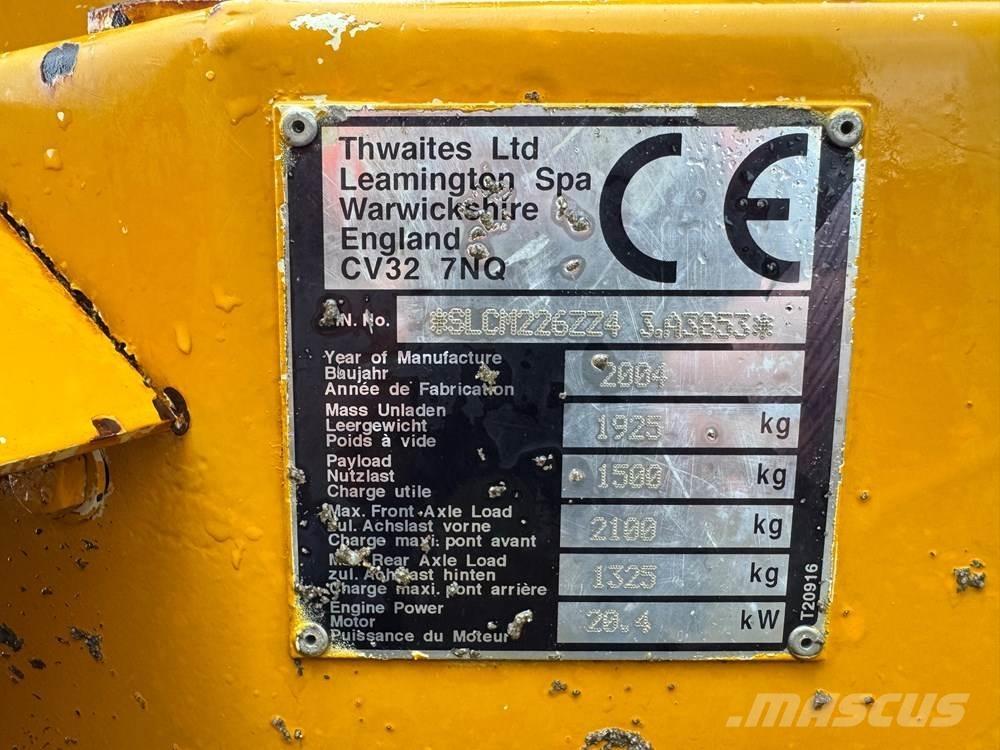 Thwaites Ltd
Leamington Spa
Warwickshire
England
CV32 7NQ
CE
No. *SLCM226ZZ4 3.A3853*
Year of Manufacture
Baujahr
Année de Fabrication
2004
Mass Unladen
Leergewicht
Poids à vide
1925 kg
Payload
Nutzlast
Charge utile
1500 kg
Max. Front Axle Load
zul. Achslast vorne
Charge maxi. pont avant
2100 kg
Max. Rear Axle Load
zul. Achslast hinten
Charge maxi. pont arrière
1325 kg
Engine Power
Motor
Puissance du Moteur
20.4 kW
T20916
MASCUS